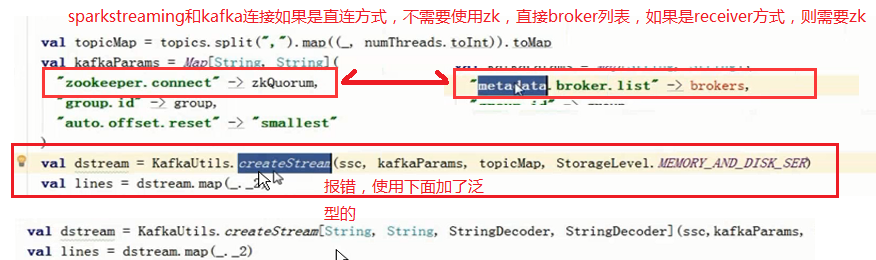 sparkstreaming和kafka连接如果是直连方式，不需要使用zk，直接broker列表，如果是receiver方式，则需要zk
val topicMap = topics.split(",").map((_, numThreads.toInt)).toMap
val kafkaParams = Map[String, String](
"zookeeper.connect" -> zkQuorum,
"metadata.broker.list" -> brokers,
"group.id" -> group,
"auto.offset.reset" -> "smallest"
)
val dstream = KafkaUtils.createStream(ssc, kafkaParams, topicMap, StorageLevel.MEMORY_AND_DISK_SER)
val lines = dstream.map(_._2
报错，使用下面加了泛
型的
val dstream = KafkaUtils.createStream[String, String, StringDecoder, StringDecoder](ssc,kafkaParams,
val lines = dstream.map(_._2)